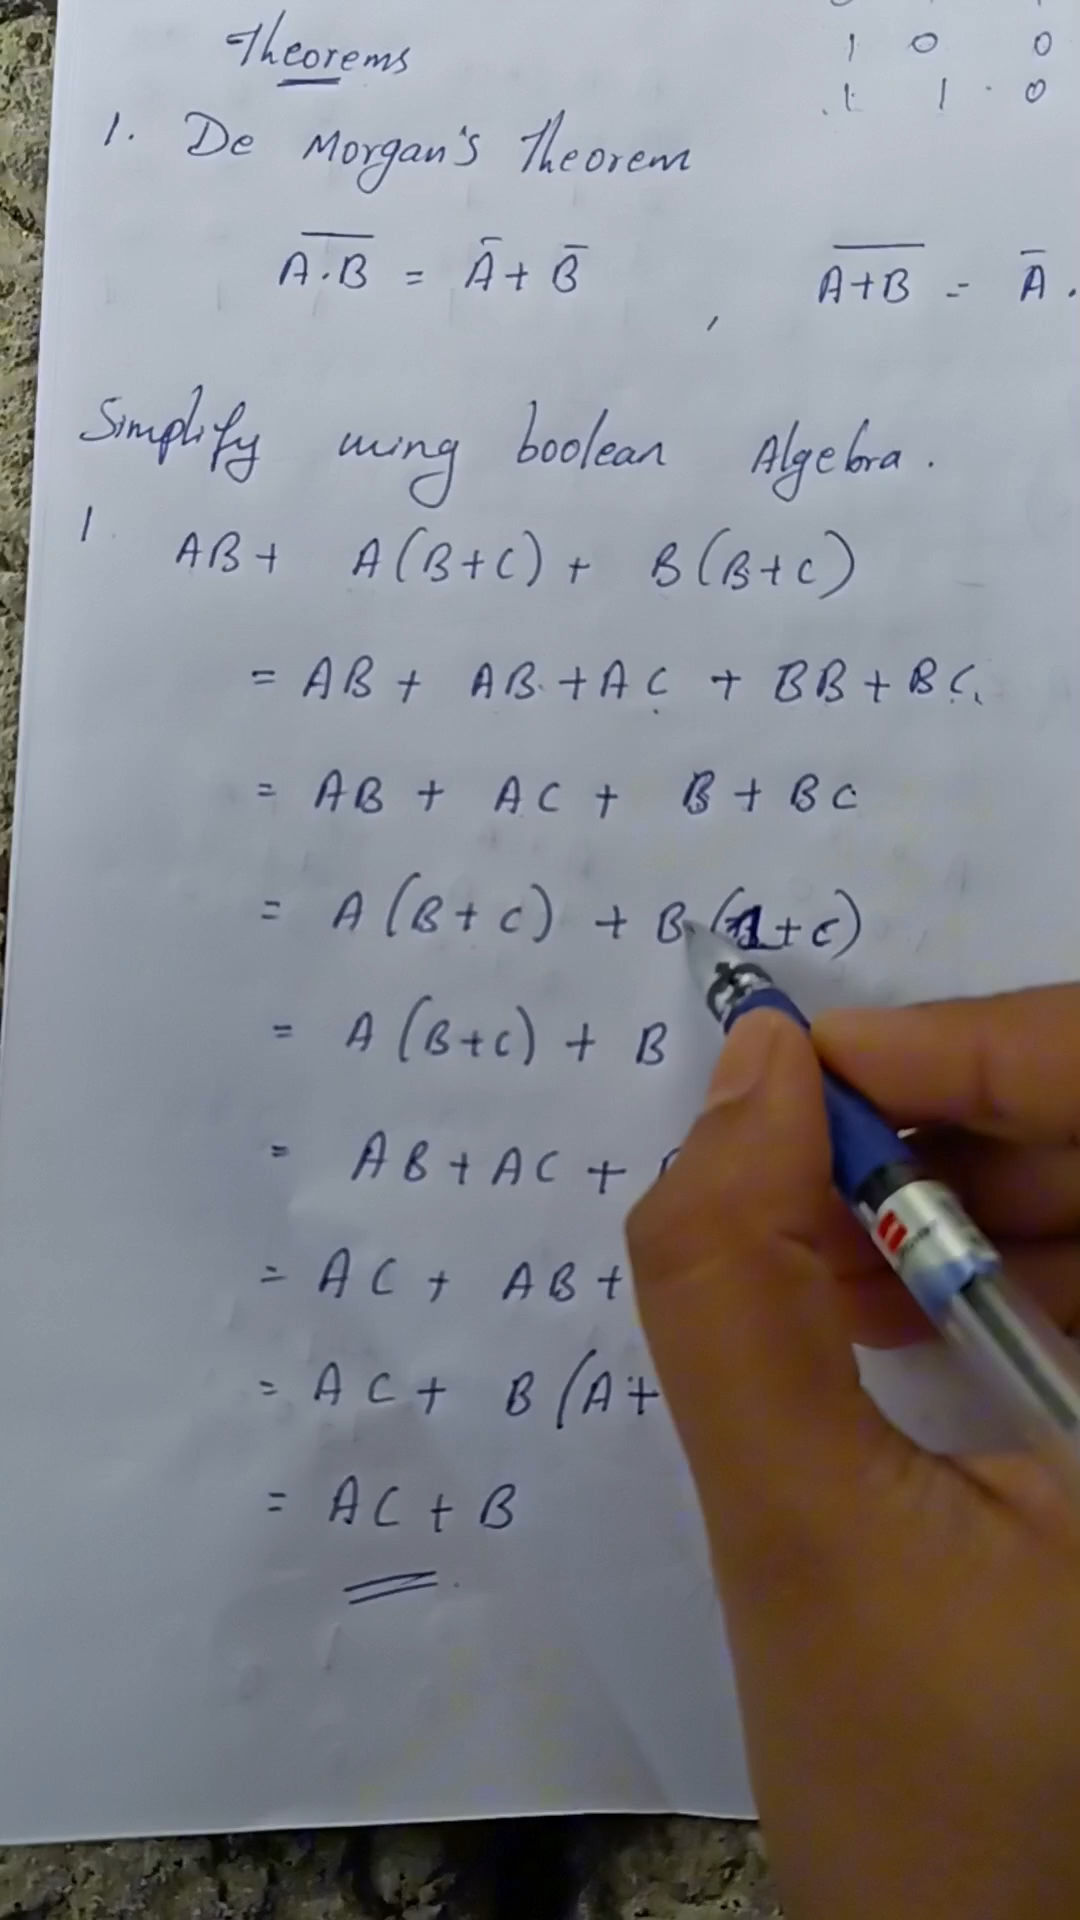 Theorems
1 0 0
1 1 0
1. De Morgan's Theorem
A̅·̅B̅ = A̅ + B̅ , A̅+̅B̅ = A̅ .
Simplify using boolean Algebra.
1. AB + A(B+C) + B(B+C)
= AB + AB + AC + BB + BC
= AB + AC + B + BC
= A(B+C) + B(1+C)
= A(B+C) + B
= AB + AC +
= AC + AB +
= AC + B(A+
= AC + B